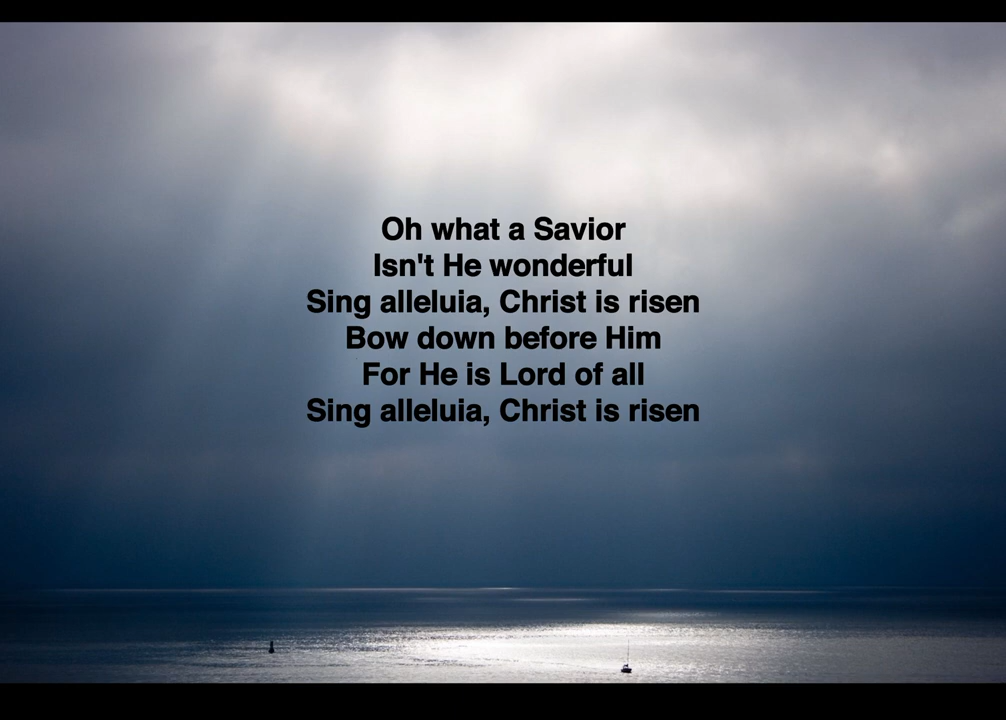 Oh what a Savior
Isn't He wonderful
Sing alleluia, Christ is risen
Bow down before Him
For He is Lord of all
Sing alleluia, Christ is risen